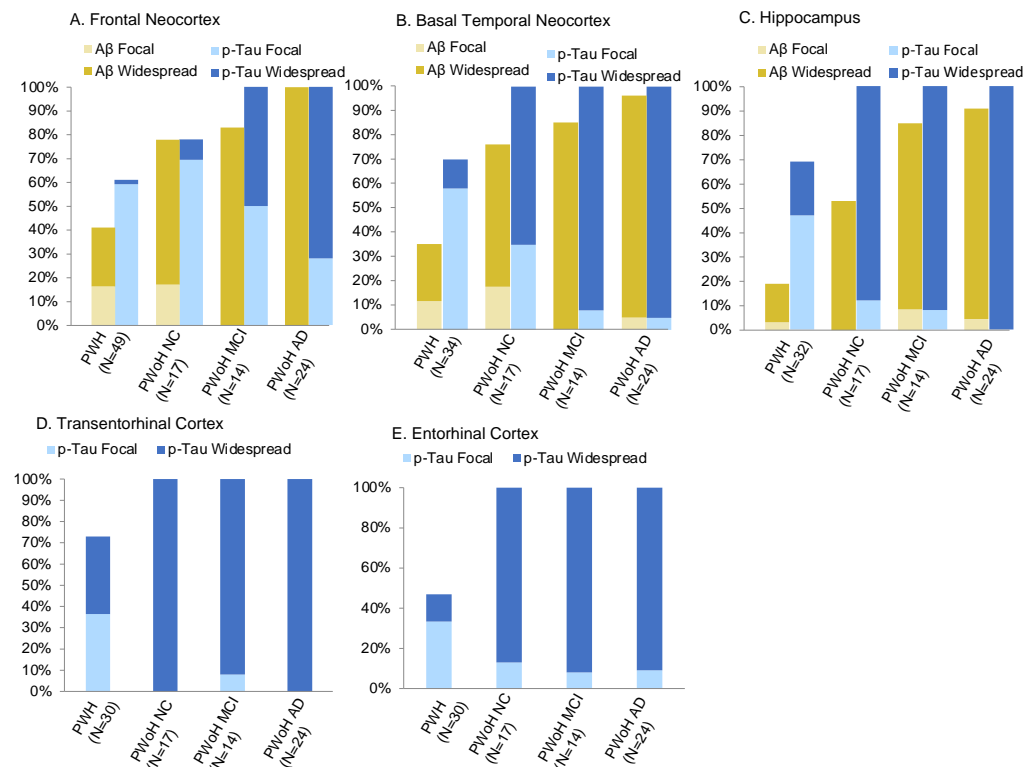 A. Frontal Neocortex
Aβ Focal
p-Tau Focal
Aβ Widespread
p-Tau Widespread
100%
90%
80%
70%
60%
50%
40%
30%
20%
10%
0%
PWH
(N=49)
PWoH NC
(N=17)
PWoH MCI
(N=14)
PWoH AD
(N=24)
B. Basal Temporal Neocortex
Aβ Focal
p-Tau Focal
Aβ Widespread
p-Tau Widespread
100%
90%
80%
70%
60%
50%
40%
30%
20%
10%
0%
PWH
(N=34)
PWoH NC
(N=17)
PWoH MCI
(N=14)
PWoH AD
(N=24)
C. Hippocampus
Aβ Focal
p-Tau Focal
Aβ Widespread
p-Tau Widespread
100%
90%
80%
70%
60%
50%
40%
30%
20%
10%
0%
PWH
(N=32)
PWoH NC
(N=17)
PWoH MCI
(N=14)
PWoH AD
(N=24)
D. Transentorhinal Cortex
p-Tau Focal
p-Tau Widespread
100%
90%
80%
70%
60%
50%
40%
30%
20%
10%
0%
PWH
(N=30)
PWoH NC
(N=17)
PWoH MCI
(N=14)
PWoH AD
(N=24)
E. Entorhinal Cortex
p-Tau Focal
p-Tau Widespread
100%
80%
60%
40%
20%
0%
PWH
(N=30)
PWoH NC
(N=17)
PWoH MCI
(N=14)
PWoH AD
(N=24)